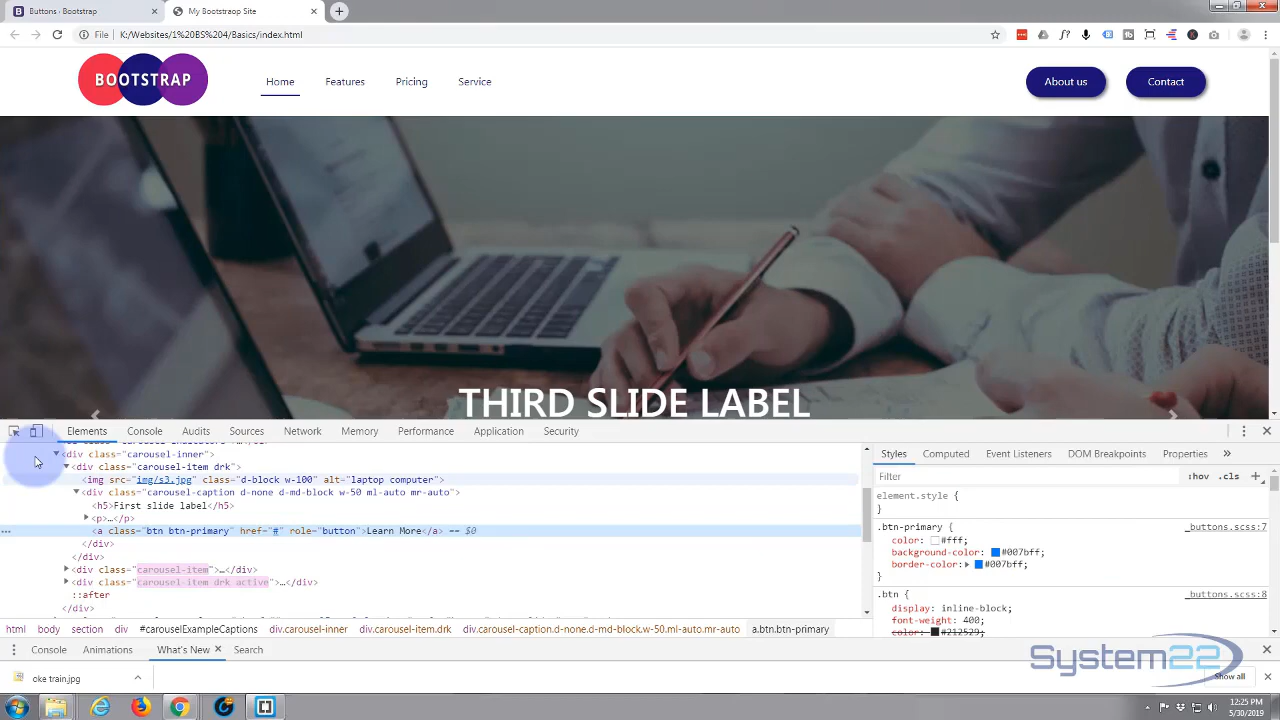 Buttons · Bootstrap
My Bootstraop Site
File
K:/Websites/1%20BS%204/Basics/index.html
BOOTSTRAP
Home
Features
Pricing
Service
About us
Contact
THIRD SLIDE LABEL
Elements
Console
Audits
Sources
Network
Memory
Performance
Application
Security
<div class="carousel-inner">
<div class="carousel-item drk">
<img src="img/s3.jpg" class="d-block w-100" alt="laptop computer">
<div class="carousel-caption d-none d-md-block w-50 ml-auto mr-auto">
<h5>First slide label</h5>
<p>…</p>
<a class="btn btn-primary" href="#" role="button">Learn More</a> == $0
</div>
</div>
<div class="carousel-item">…</div>
<div class="carousel-item drk active">…</div>
::after
</div>
html body section div #carouselExampleCaptions div.carousel-inner div.carousel-item.drk div.carousel-caption.d-none.d-md-block.w-50.ml-auto.mr-auto a.btn.btn-primary
Styles
Computed
Event Listeners
DOM Breakpoints
Properties
Filter
:hov
.cls
element.style {
}
.btn-primary {
_buttons.scss:7
color: #fff;
background-color: #007bff;
border-color: #007bff;
}
.btn {
_buttons.scss:8
display: inline-block;
font-weight: 400;
color: #212529;
Console
Animations
What's New
Search
System22
oke train.jpg
Show all
12:25 PM
5/30/2019